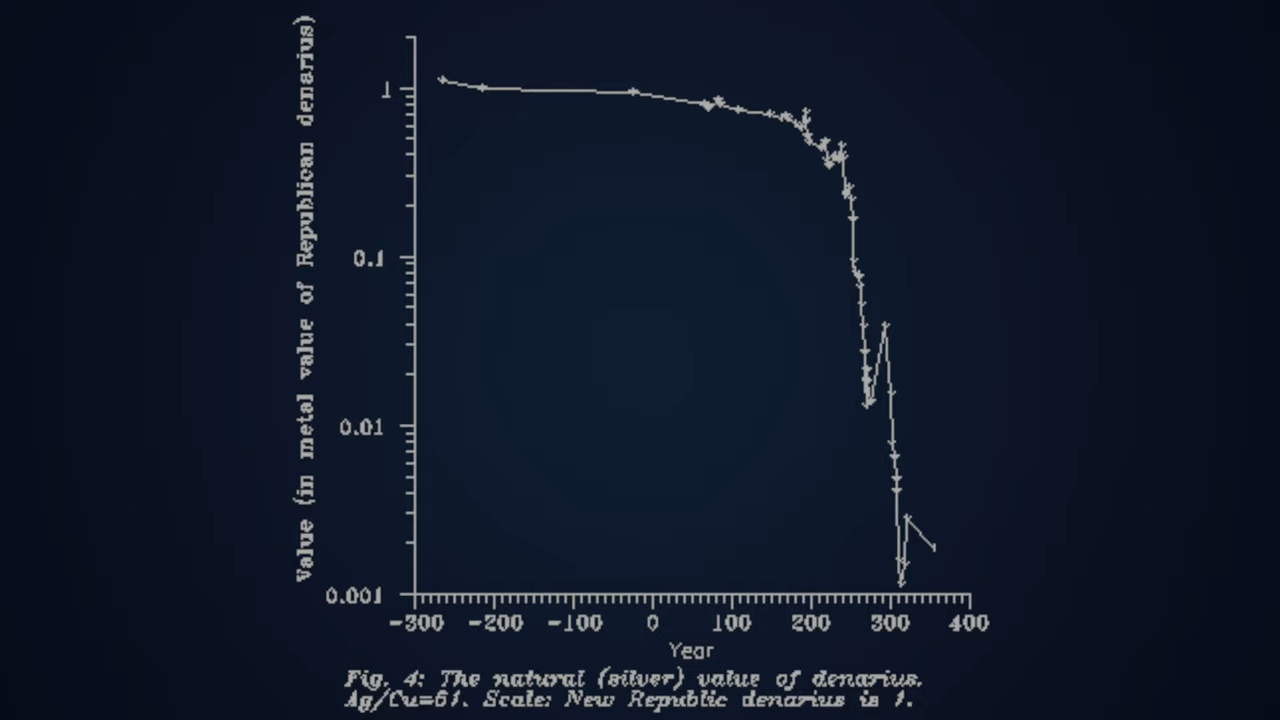 Value (in metal value of Republican denarius)
1
0.1
0.01
0.001
-300 -200 -100 0 100 200 300 400
Year
Fig. 4: The natural (silver) value of denarius.
Ag/Cu=61. Scale: New Republic denarius is 1.